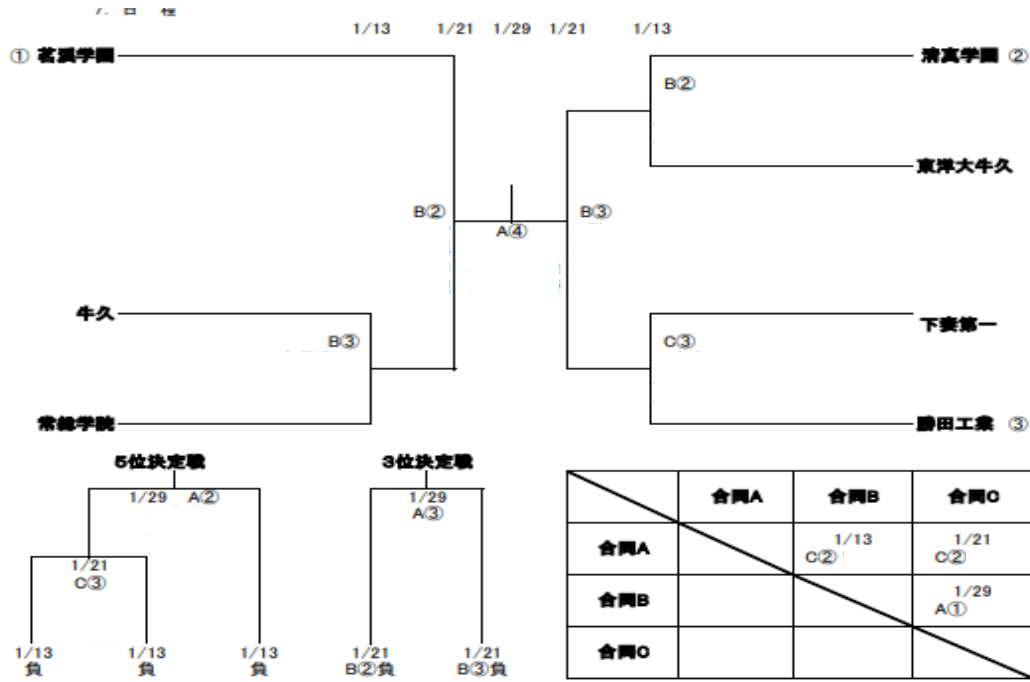 7. 日 程
1/13 1/21 1/29 1/21 1/13
① 茗溪学園
清真学園 ②
B②
東洋大牛久
B② B③
A④
牛久
下妻第一
B③ C③
常総学院
勝田工業 ③
5位決定戦 3位決定戦
1/29 A②
1/29
A③
1/21
C③
1/13 1/13 1/13 1/21 1/21
負 負 負 B②負 B③負
合同A 合同B 合同C
合同A 1/13 1/21
C② C②
合同B 1/29
A①
合同C